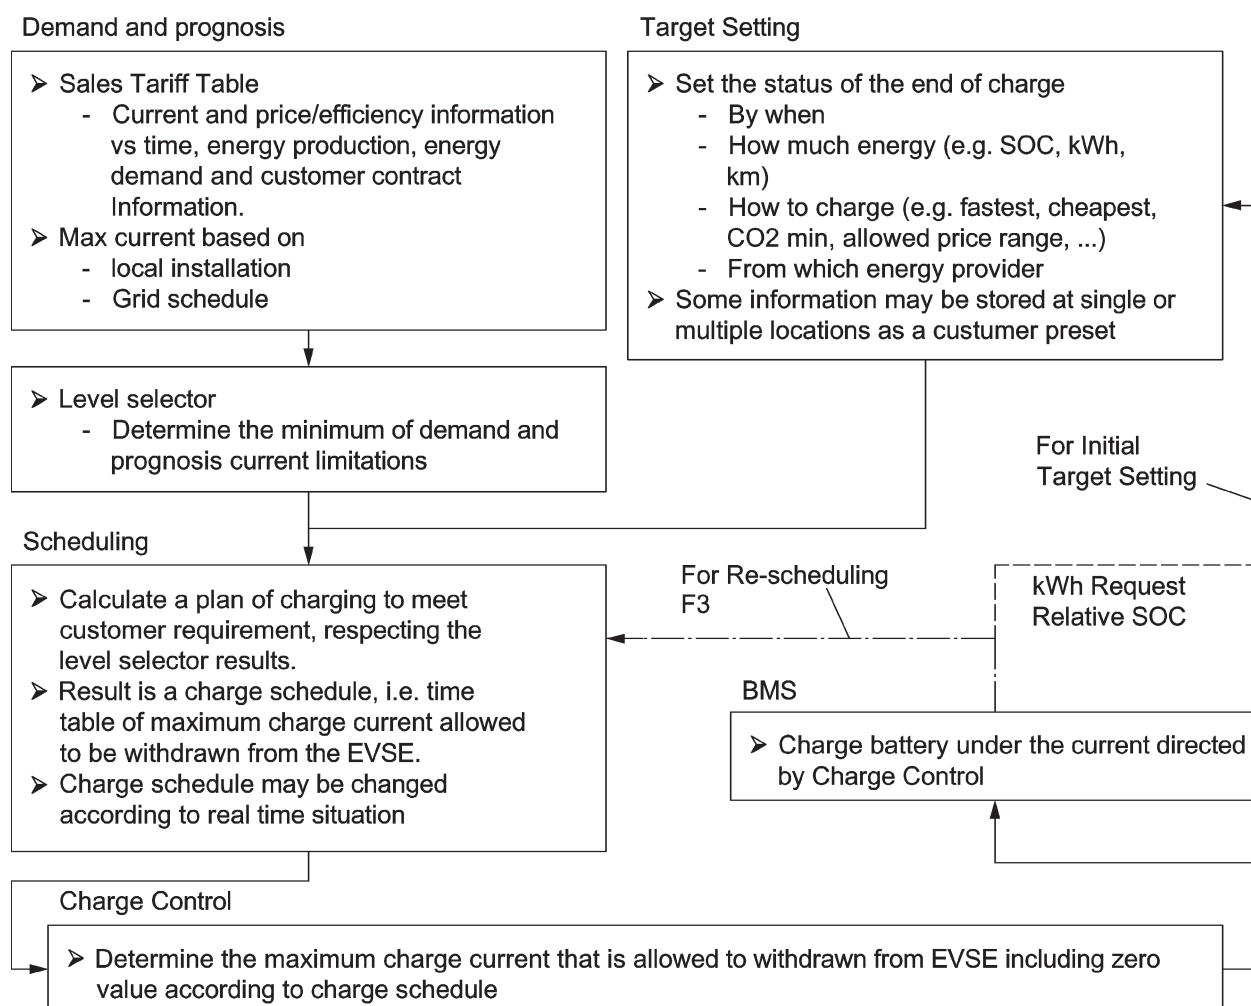 Demand and prognosis
➢ Sales Tariff Table
- Current and price/efficiency information
vs time, energy production, energy
demand and customer contract
Information.
➢ Max current based on
- local installation
- Grid schedule
Target Setting
➢ Set the status of the end of charge
- By when
- How much energy (e.g. SOC, kWh,
km)
- How to charge (e.g. fastest, cheapest,
CO2 min, allowed price range, ...)
- From which energy provider
➢ Some information may be stored at single or
multiple locations as a custumer preset
➢ Level selector
- Determine the minimum of demand and
prognosis current limitations
For Initial
Target Setting
Scheduling
➢ Calculate a plan of charging to meet
customer requirement, respecting the
level selector results.
➢ Result is a charge schedule, i.e. time
table of maximum charge current allowed
to be withdrawn from the EVSE.
➢ Charge schedule may be changed
according to real time situation
For Re-scheduling
F3
kWh Request
Relative SOC
BMS
➢ Charge battery under the current directed
by Charge Control
Charge Control
➢ Determine the maximum charge current that is allowed to withdrawn from EVSE including zero
value according to charge schedule